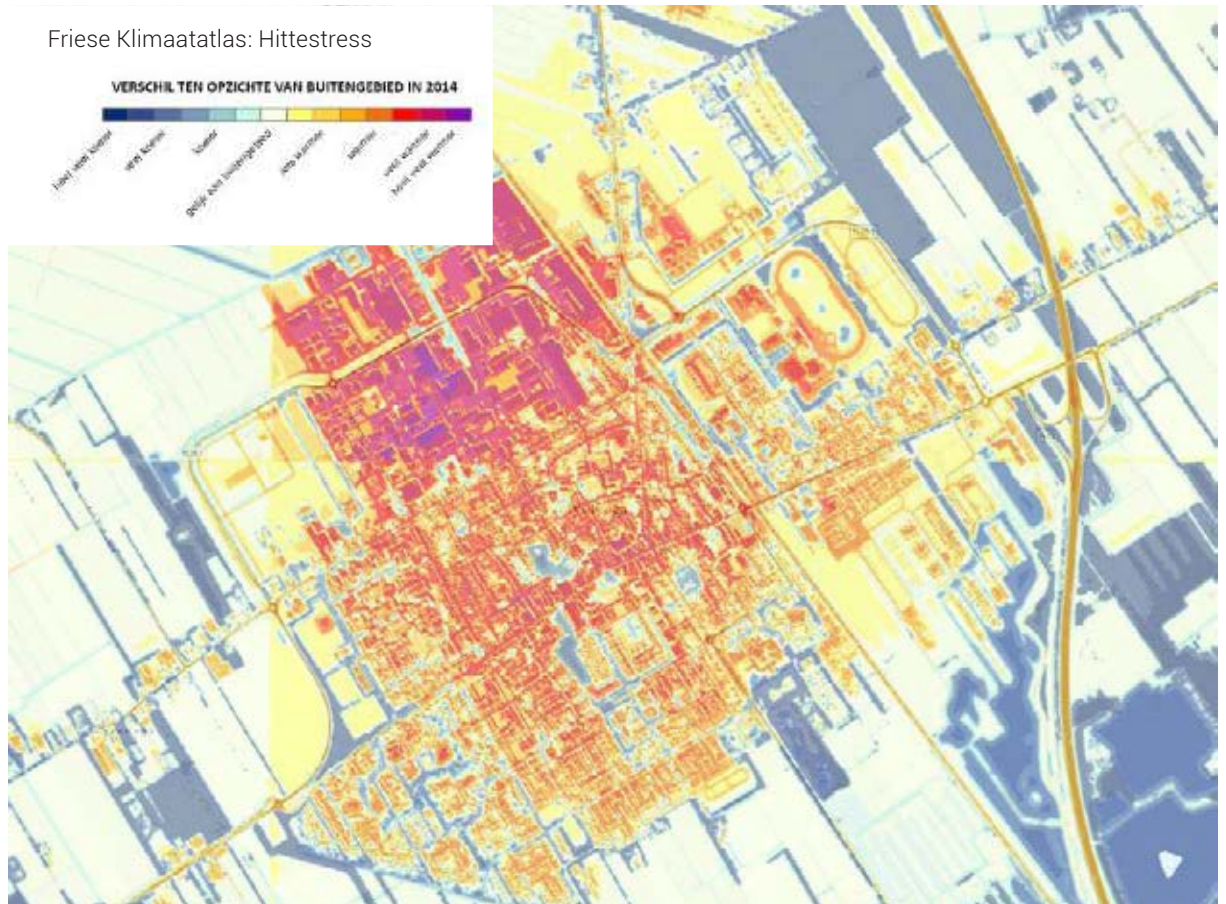 Friese Klimaatatlas: Hittestress
VERSCHIL TEN OPZICHTE VAN BUITENGEBIED IN 2014
heel veel koeler
veel koeler
koeler
gelijk aan buitengebied
iets warmer
warmer
veel warmer
heel veel warmer